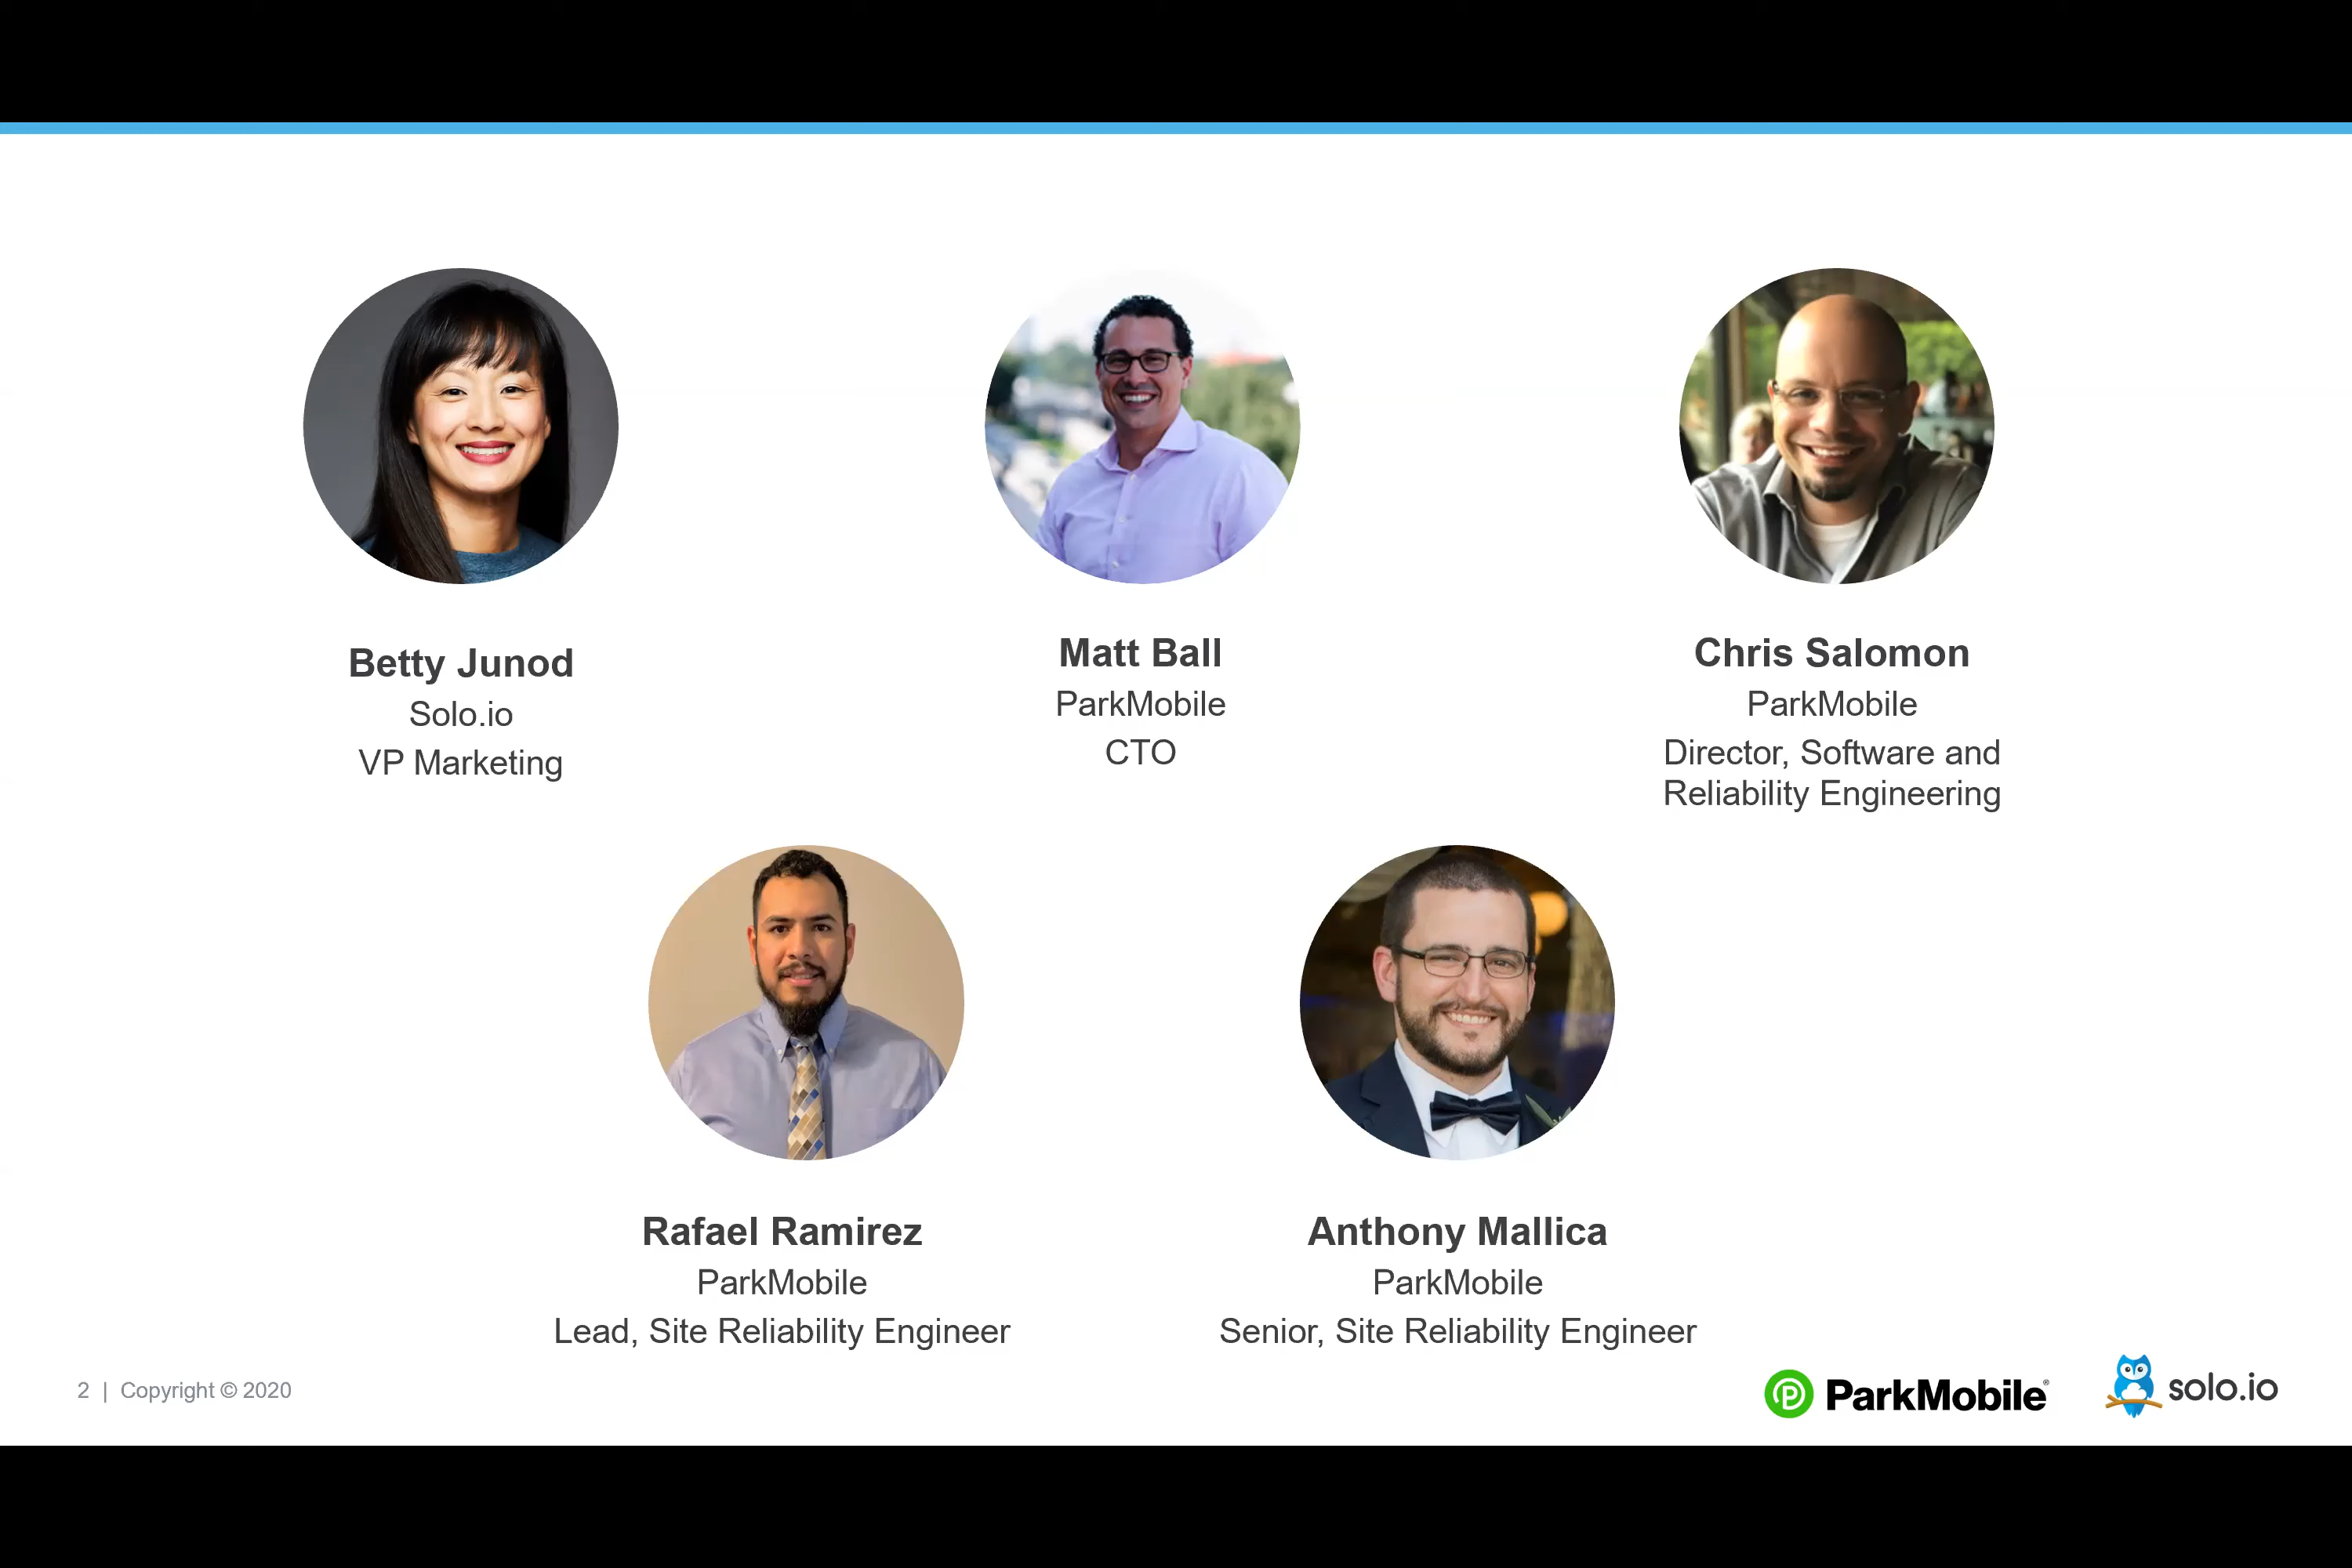 Betty Junod
Solo.io
VP Marketing
Matt Ball
ParkMobile
CTO
Chris Salomon
ParkMobile
Director, Software and
Reliability Engineering
Rafael Ramirez
ParkMobile
Lead, Site Reliability Engineer
Anthony Mallica
ParkMobile
Senior, Site Reliability Engineer
2 | Copyright © 2020
ParkMobile®
solo.io